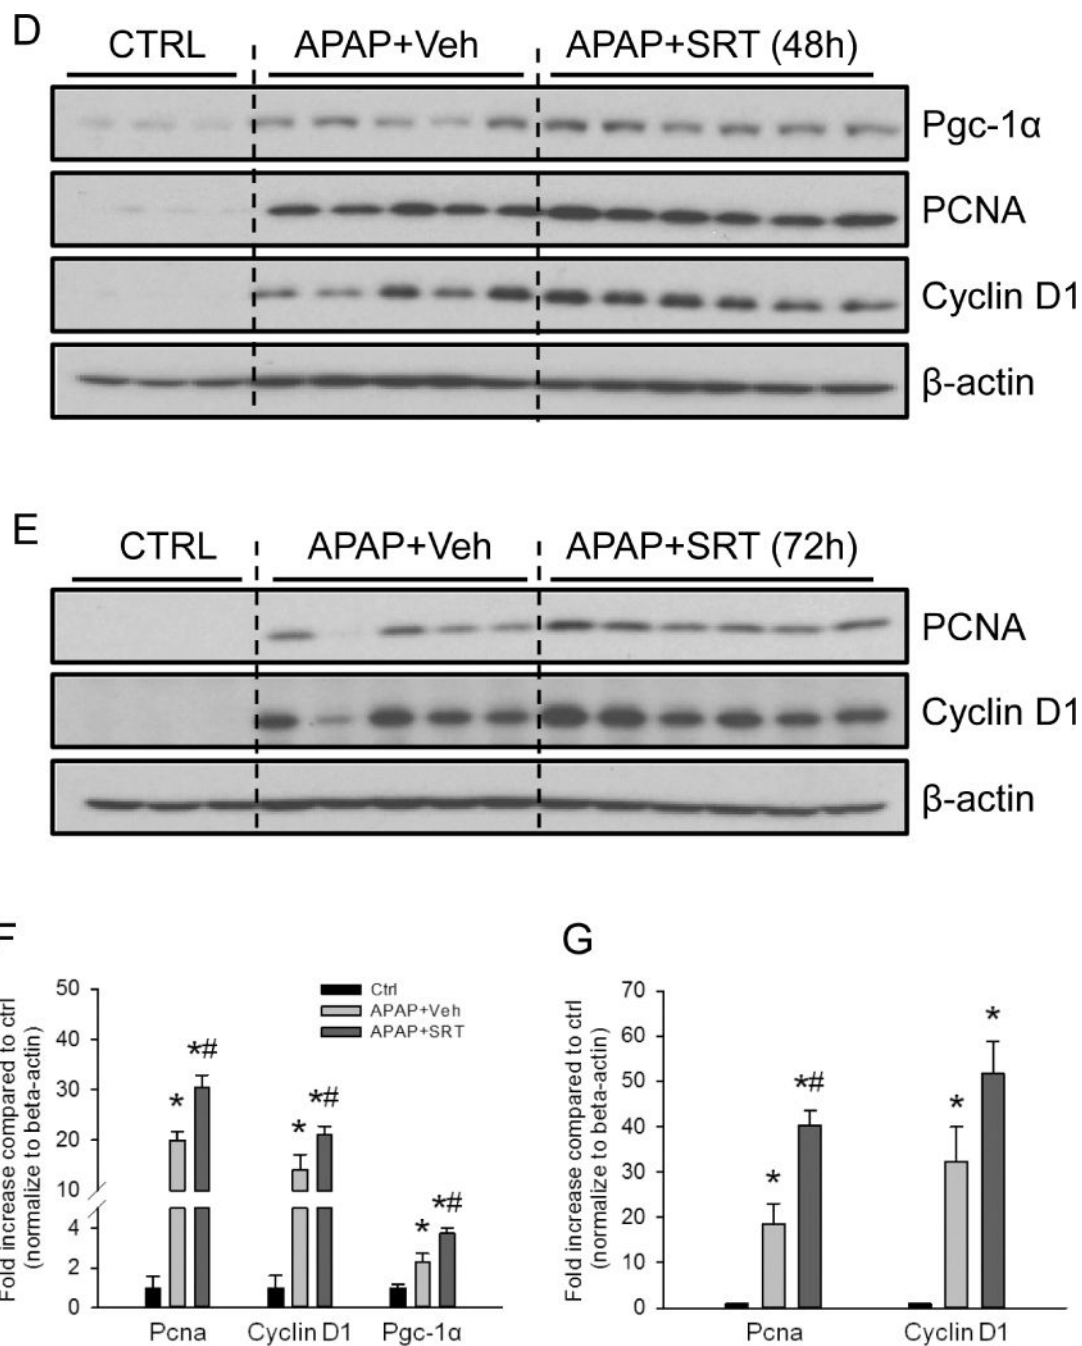 D
CTRL APAP+Veh APAP+SRT (48h)
Pgc-1α
PCNA
Cyclin D1
β-actin
E
CTRL APAP+Veh APAP+SRT (72h)
PCNA
Cyclin D1
β-actin
F
Fold increase compared to ctrl
(normalize to beta-actin)
50
40
30
20
10
4
2
0
Ctrl
APAP+Veh
APAP+SRT
*
*#
*
*#
*
*#
Pcna Cyclin D1 Pgc-1α
G
Fold increase compared to ctrl
(normalize to beta-actin)
70
60
50
40
30
20
10
0
*
*#
*
*
Pcna Cyclin D1